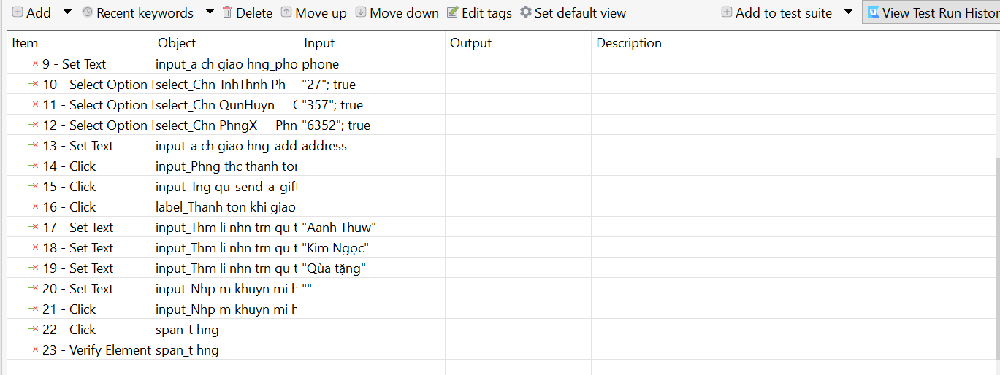 Add Recent keywords Delete Move up Move down Edit tags Set default view Add to test suite View Test Run Histor
Item Object Input Output Description
9 - Set Text input_a ch giao hng_pho phone
10 - Select Option select_Chn TnhThnh Ph "27"; true
11 - Select Option select_Chn QunHuyn "357"; true
12 - Select Option select_Chn PhngX Phn "6352"; true
13 - Set Text input_a ch giao hng_add address
14 - Click input_Phng thc thanh tor
15 - Click input_Tng qu_send_a_gift
16 - Click label_Thanh ton khi giao
17 - Set Text input_Thm li nhn trn qu t "Aanh Thuw"
18 - Set Text input_Thm li nhn trn qu t "Kim Ngọc"
19 - Set Text input_Thm li nhn trn qu t "Qùa tặng"
20 - Set Text input_Nhp m khuyn mi h ""
21 - Click input_Nhp m khuyn mi h
22 - Click span_t hng
23 - Verify Element span_t hng